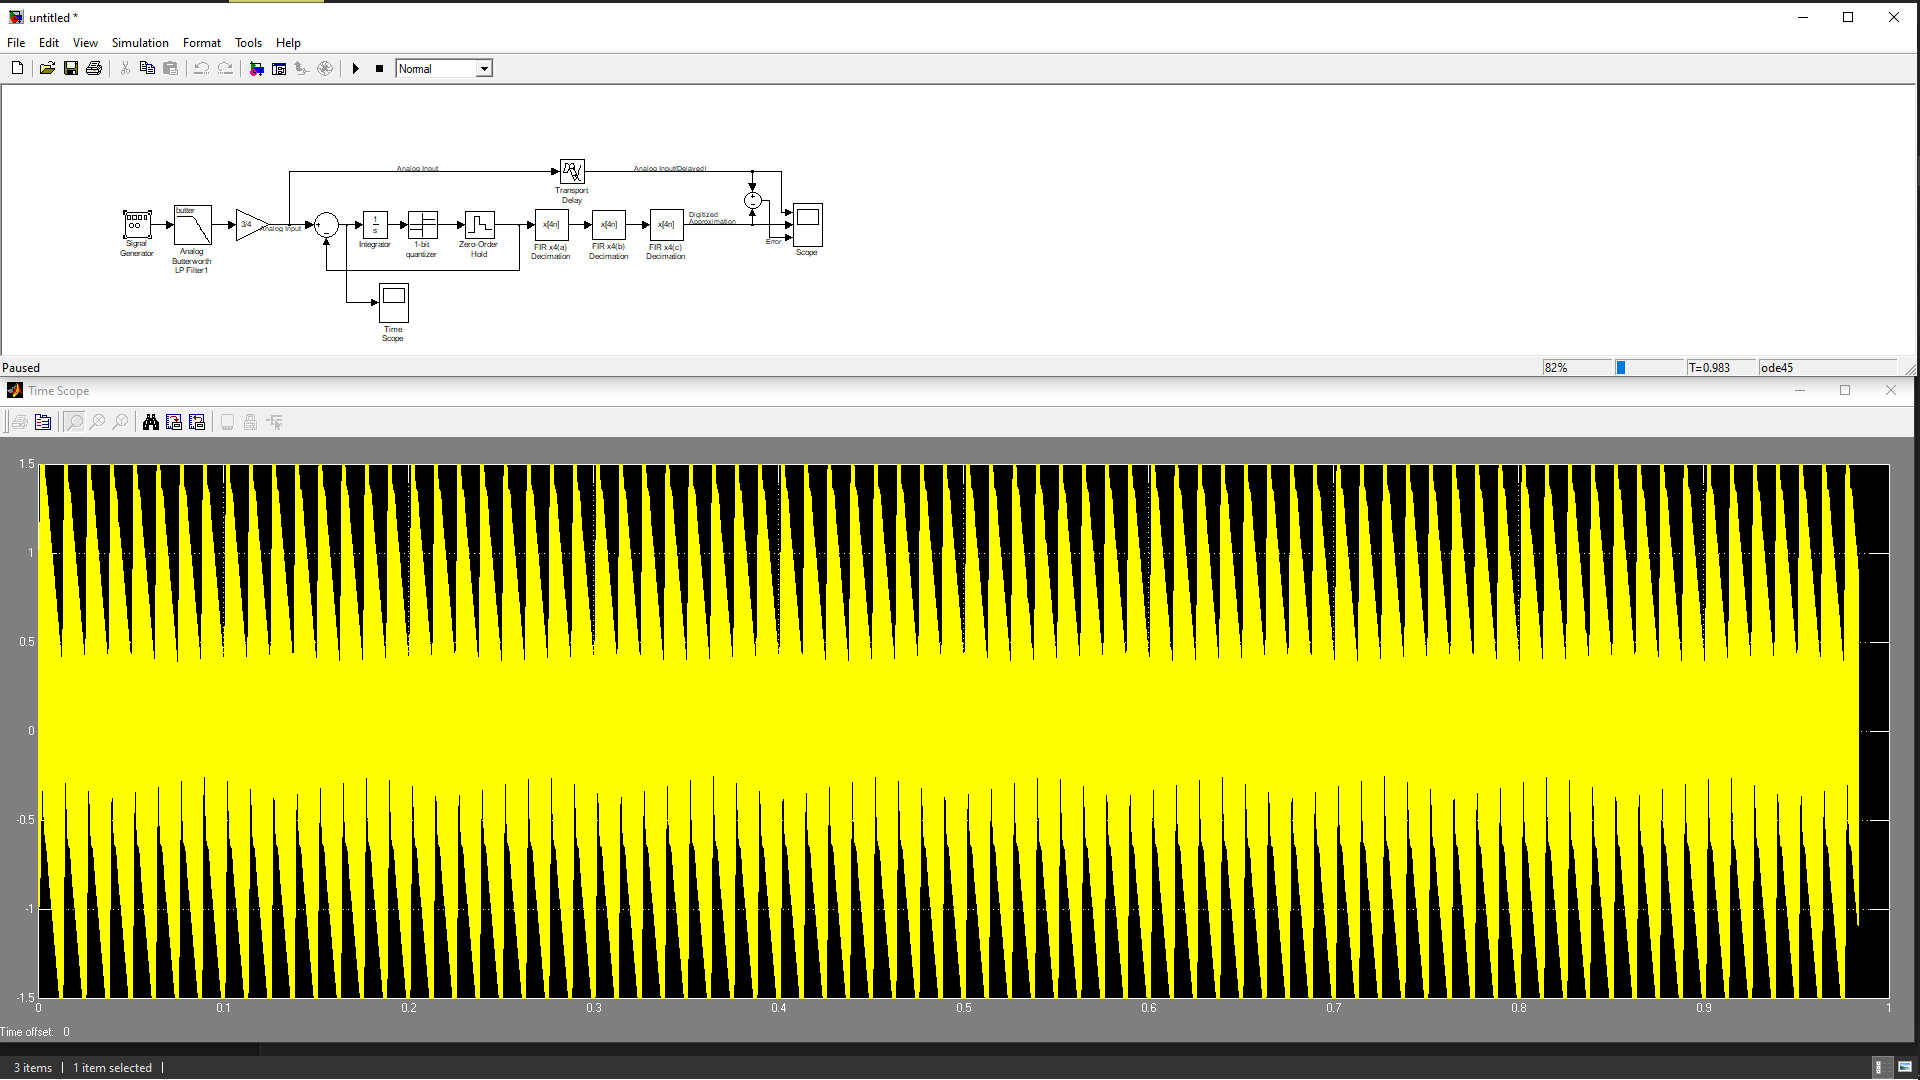 untitled *
File Edit View Simulation Format Tools Help
Normal
Analog Input
Analog Input(Delayed)
Transport
Delay
butter
3/4
Analog Input
1
s
x[4n]
x[4n]
x[4n]
Digitized
Approximation
Error
Signal
Generator
Analog
Butterworth
LP Filter1
Integrator
1-bit
quantizer
Zero-Order
Hold
FIR x4(a)
Decimation
FIR x4(b)
Decimation
FIR x4(c)
Decimation
Scope
Time
Scope
Paused
82%
T=0.983
ode45
Time Scope
1.5
1
0.5
0
-0.5
-1
-1.5
0 0.1 0.2 0.3 0.4 0.5 0.6 0.7 0.8 0.9 1
Time offset: 0
3 items 1 item selected